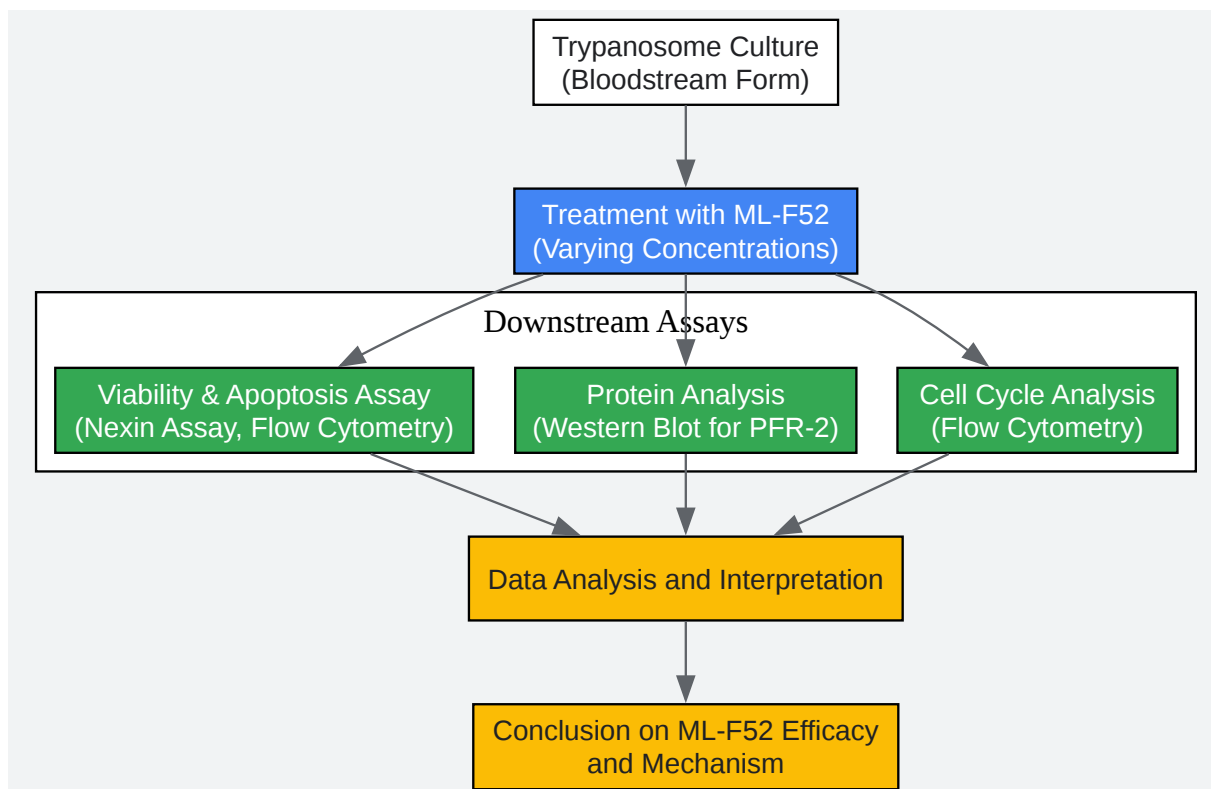 Trypanosome Culture
(Bloodstream Form)
Treatment with ML-F52
(Varying Concentrations)
Downstream Assays
Viability & Apoptosis Assay
(Nexin Assay, Flow Cytometry)
Protein Analysis
(Western Blot for PFR-2)
Cell Cycle Analysis
(Flow Cytometry)
Data Analysis and Interpretation
Conclusion on ML-F52 Efficacy
and Mechanism